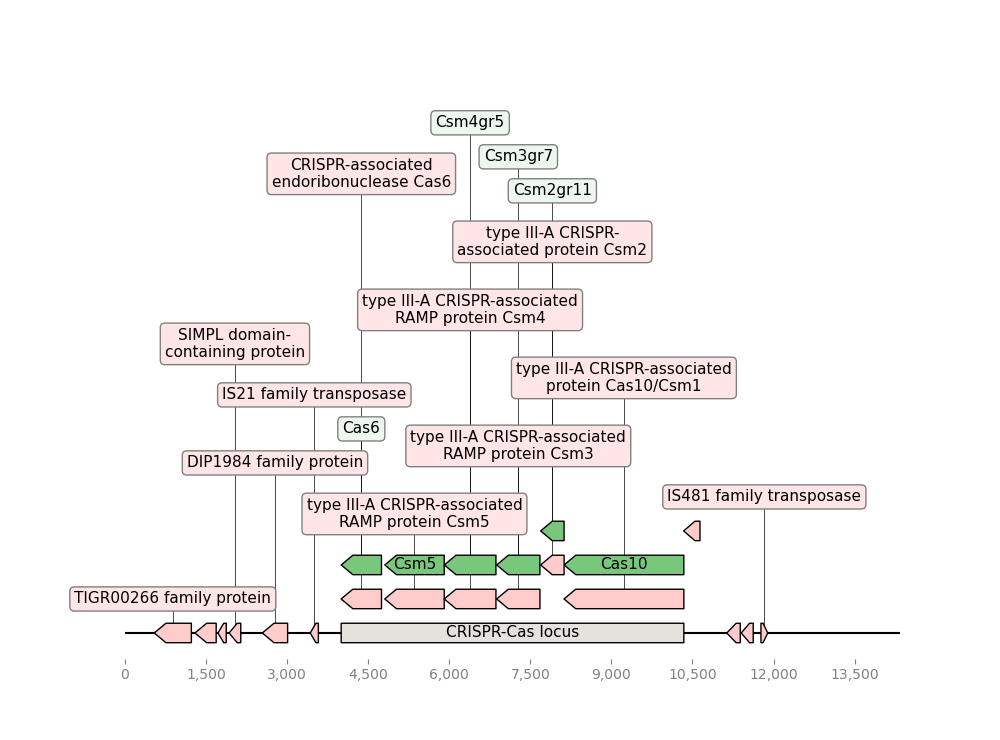 Csm4gr5
Csm3gr7
CRISPR-associated
endoribonuclease Cas6
Csm2gr11
type III-A CRISPR-
associated protein Csm2
type III-A CRISPR-associated
RAMP protein Csm4
SIMPL domain-
containing protein
type III-A CRISPR-associated
protein Cas10/Csm1
IS21 family transposase
Cas6
type III-A CRISPR-associated
RAMP protein Csm3
DIP1984 family protein
IS481 family transposase
type III-A CRISPR-associated
RAMP protein Csm5
Csm5
Cas10
TIGR00266 family protein
CRISPR-Cas locus
0 1,500 3,000 4,500 6,000 7,500 9,000 10,500 12,000 13,500